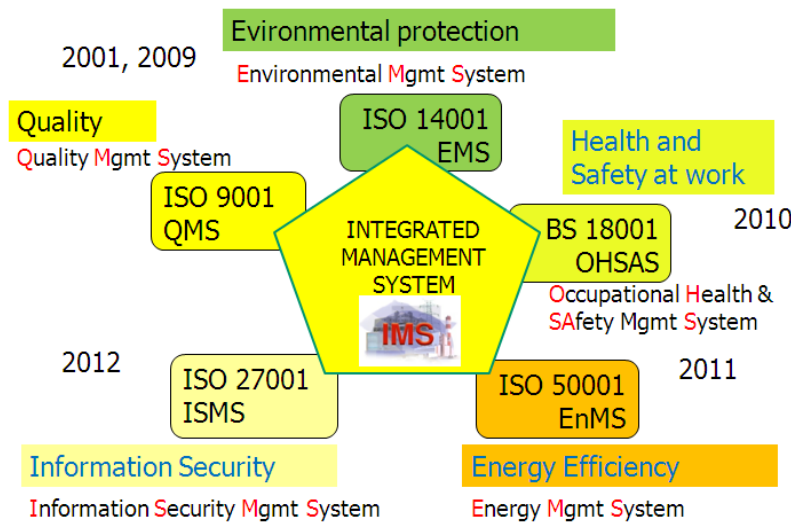 Evironmental protection
2001, 2009
Environmental Mgmt System
Quality
Quality Mgmt System
ISO 14001
EMS
Health and
Safety at work
ISO 9001
QMS
INTEGRATED
MANAGEMENT
SYSTEM
IMS
BS 18001
OHSAS
2010
Occupational Health &
SAfety Mgmt System
2012
ISO 27001
ISMS
ISO 50001
EnMS
2011
Information Security
Information Security Mgmt System
Energy Efficiency
Energy Mgmt System